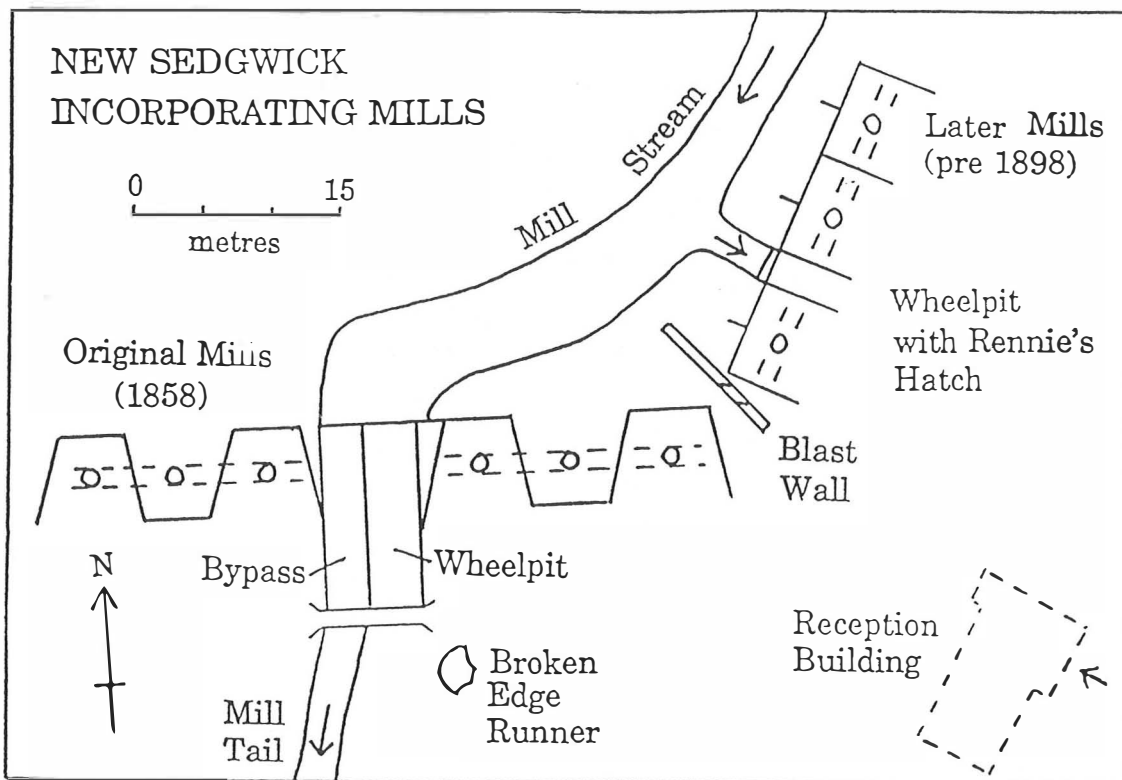 NEW SEDGWICK
INCORPORATING MILLS
0 15
metres
Stream
Mill
Later Mills
(pre 1898)
Wheelpit
with Rennie's
Hatch
Original Mills
(1858)
Blast
Wall
Bypass
Wheelpit
N
Reception
Building
Broken
Edge
Runner
Mill
Tail